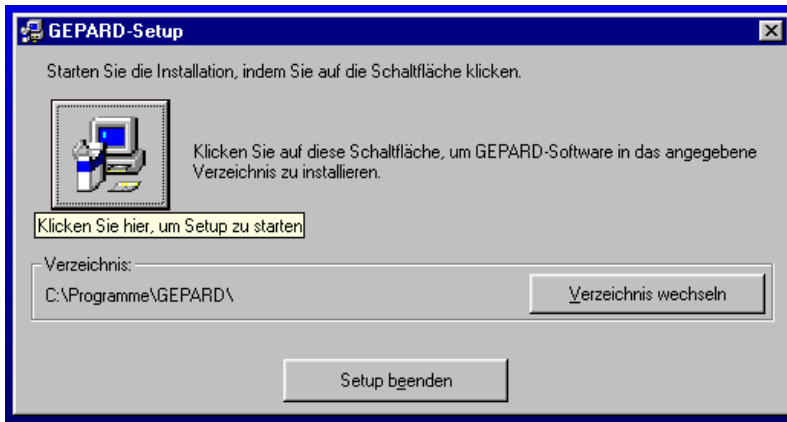 GEPARD-Setup
Starten Sie die Installation, indem Sie auf die Schaltfläche klicken.
Klicken Sie auf diese Schaltfläche, um GEPARD-Software in das angegebene
Verzeichnis zu installieren.
Klicken Sie hier, um Setup zu starten
Verzeichnis:
C:\Programme\GEPARD\
Verzeichnis wechseln
Setup beenden